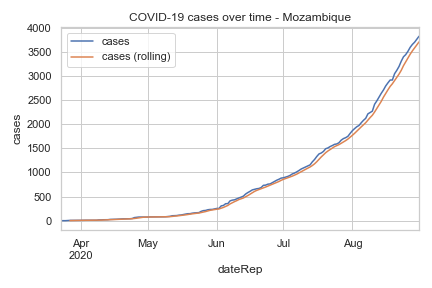 COVID-19 cases over time - Mozambique
cases
cases (rolling)
4000
3500
3000
2500
2000
1500
1000
500
0
cases
Apr
2020
May
Jun
Jul
Aug
dateRep